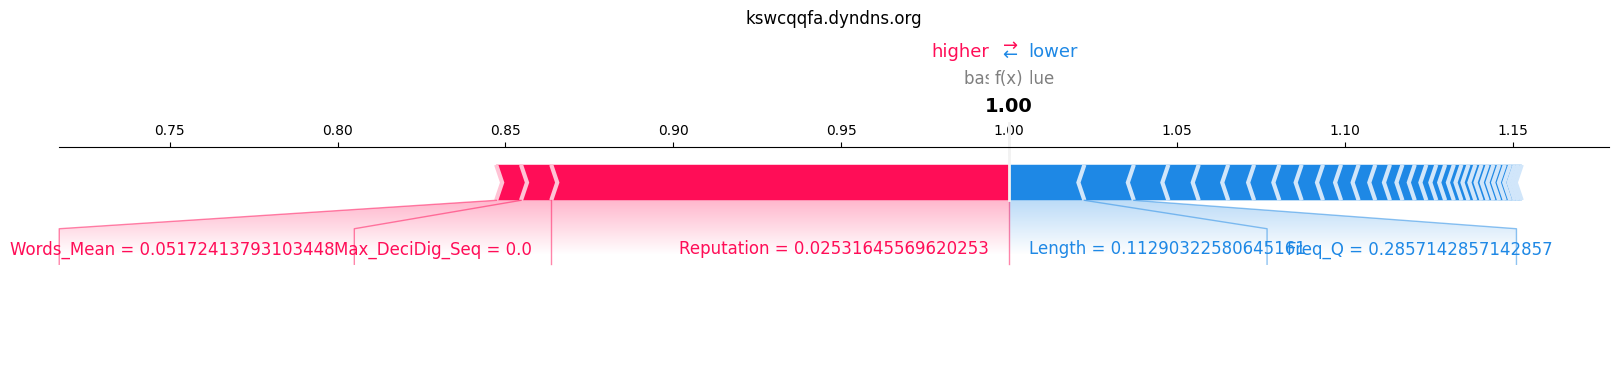 kswcqqfa.dyndns.org
higher ⇄ lower
bas f(x) lue
1.00
0.75 0.80 0.85 0.90 0.95 1.00 1.05 1.10 1.15
Words_Mean = 0.05172413793103448 Max_DeciDig_Seq = 0.0 Reputation = 0.02531645569620253 Length = 0.11290322580645161 Freq_Q = 0.2857142857142857